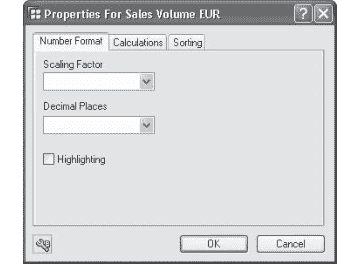 Properties For Sales Volume EUR
Number Format Calculations Sorting
Scaling Factor
Decimal Places
Highlighting
OK Cancel